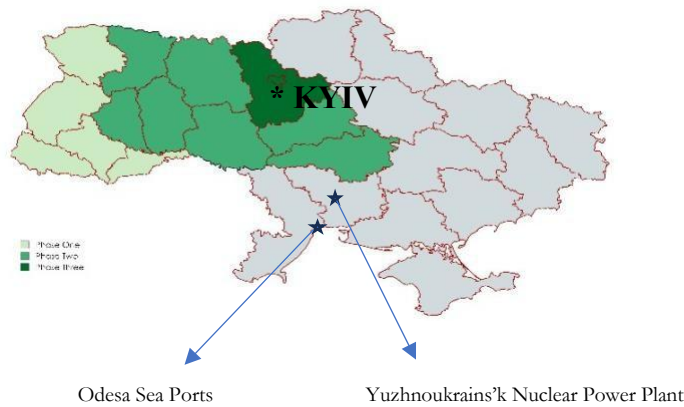 * KYIV
Phase One
Phase Two
Phase Three
Odesa Sea Ports
Yuzhnoukrains’k Nuclear Power Plant